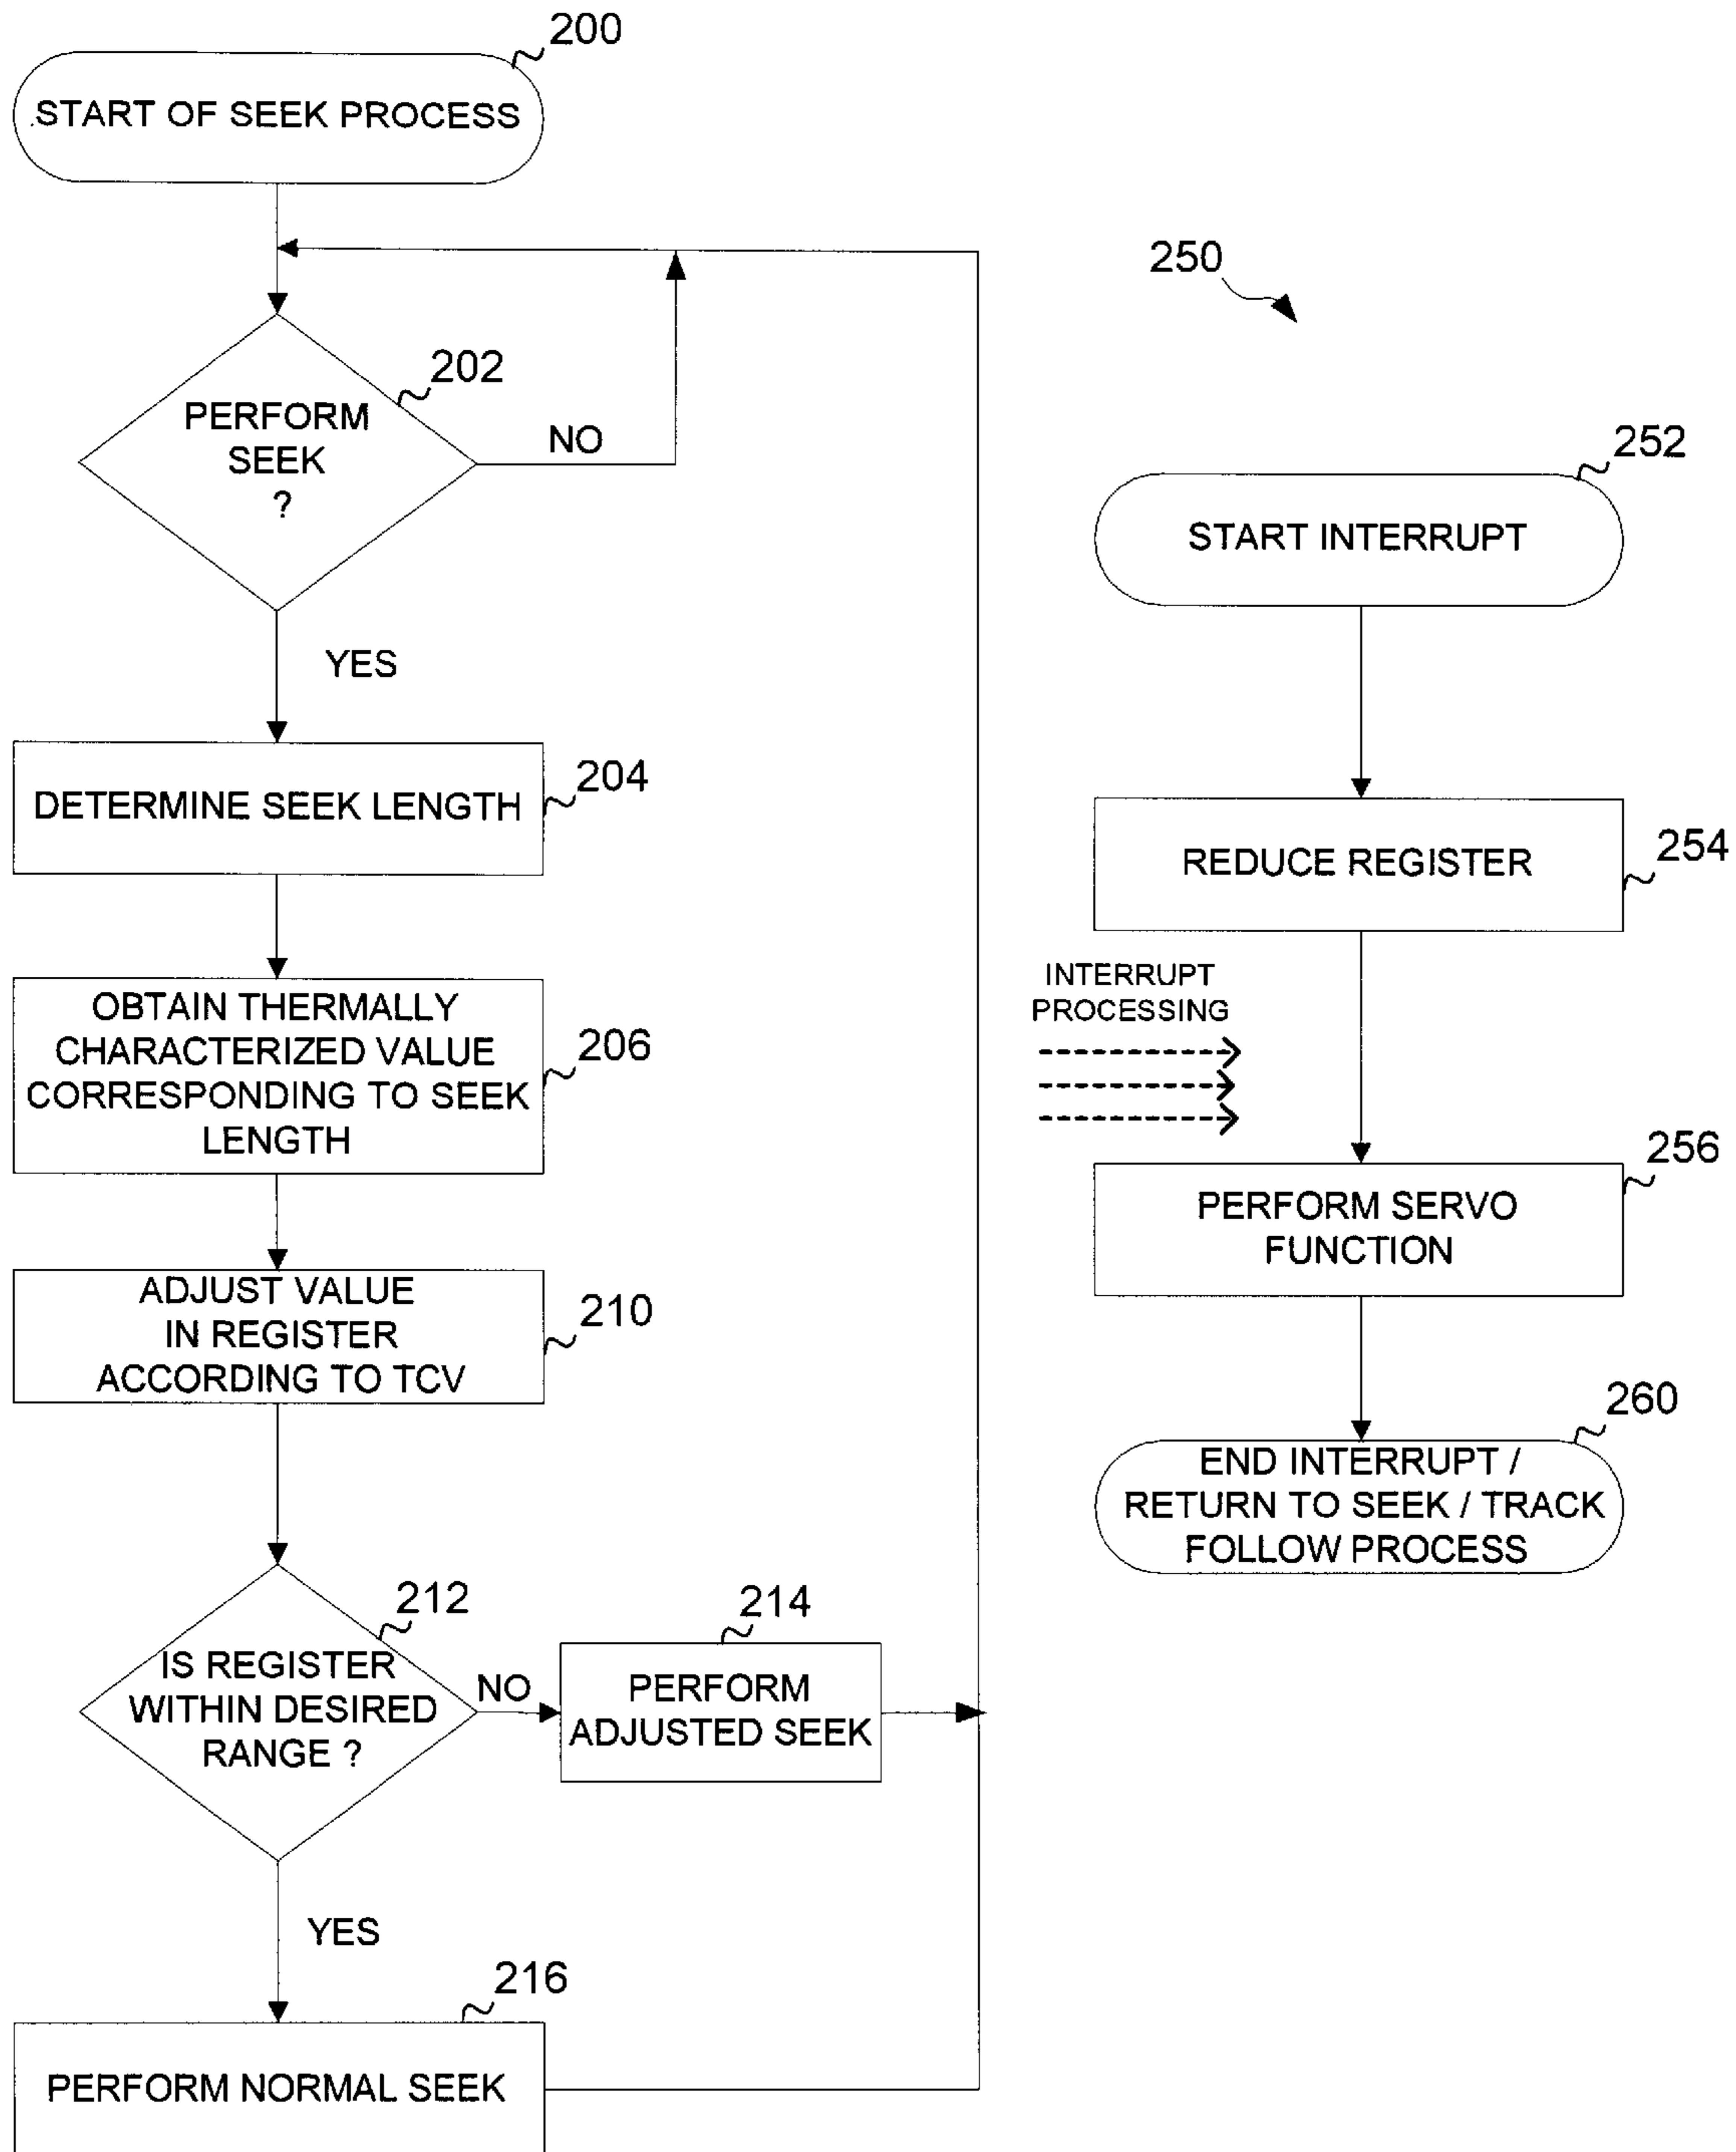 200
START OF SEEK PROCESS
202
PERFORM
SEEK
?
NO
YES
204
DETERMINE SEEK LENGTH
206
OBTAIN THERMALLY
CHARACTERIZED VALUE
CORRESPONDING TO SEEK
LENGTH
210
ADJUST VALUE
IN REGISTER
ACCORDING TO TCV
212
IS REGISTER
WITHIN DESIRED
RANGE ?
NO
214
PERFORM
ADJUSTED SEEK
YES
216
PERFORM NORMAL SEEK
250
252
START INTERRUPT
254
REDUCE REGISTER
INTERRUPT
PROCESSING
256
PERFORM SERVO
FUNCTION
260
END INTERRUPT /
RETURN TO SEEK / TRACK
FOLLOW PROCESS